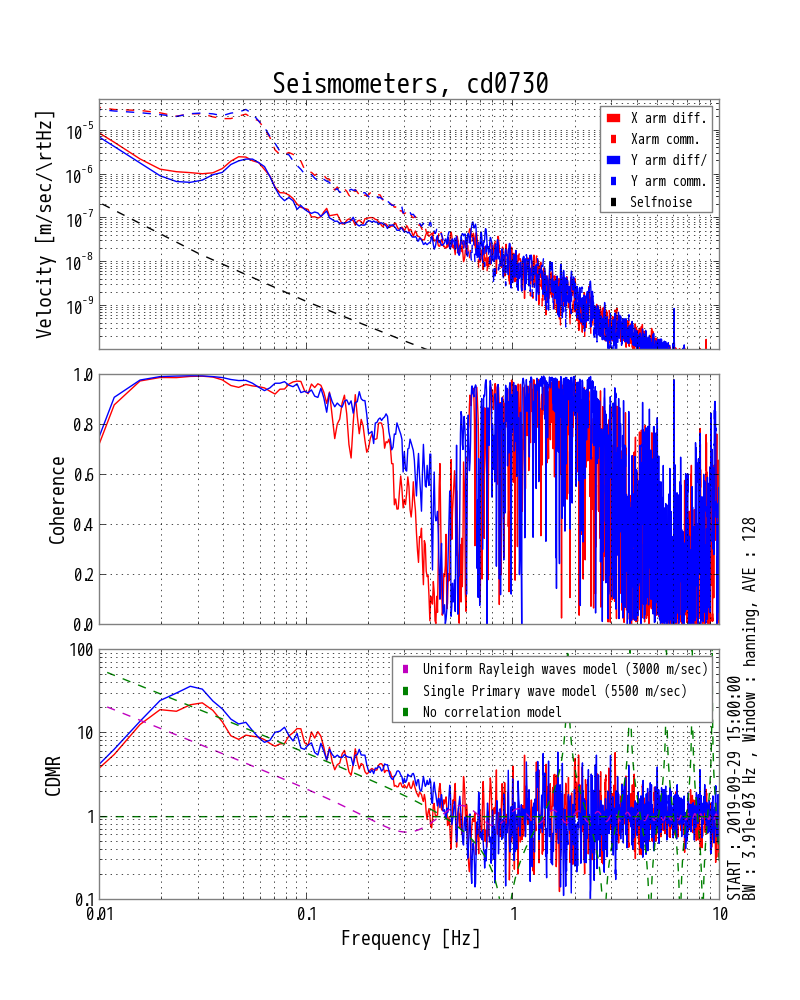 Seismometers, cd0730
Velocity [m/sec/\rtHz]
10^-5
10^-6
10^-7
10^-8
10^-9
X arm diff.
Xarm comm.
Y arm diff/
Y arm comm.
Selfnoise
Coherence
1.0
0.8
0.6
0.4
0.2
0.0
CDMR
100
10
1
0.1
Uniform Rayleigh waves model (3000 m/sec)
Single Primary wave model (5500 m/sec)
No correlation model
0.01 0.1 1 10
Frequency [Hz]
START : 2019-09-29 15:00:00
BW : 3.91e-03 Hz , Window : hanning, AVE : 128